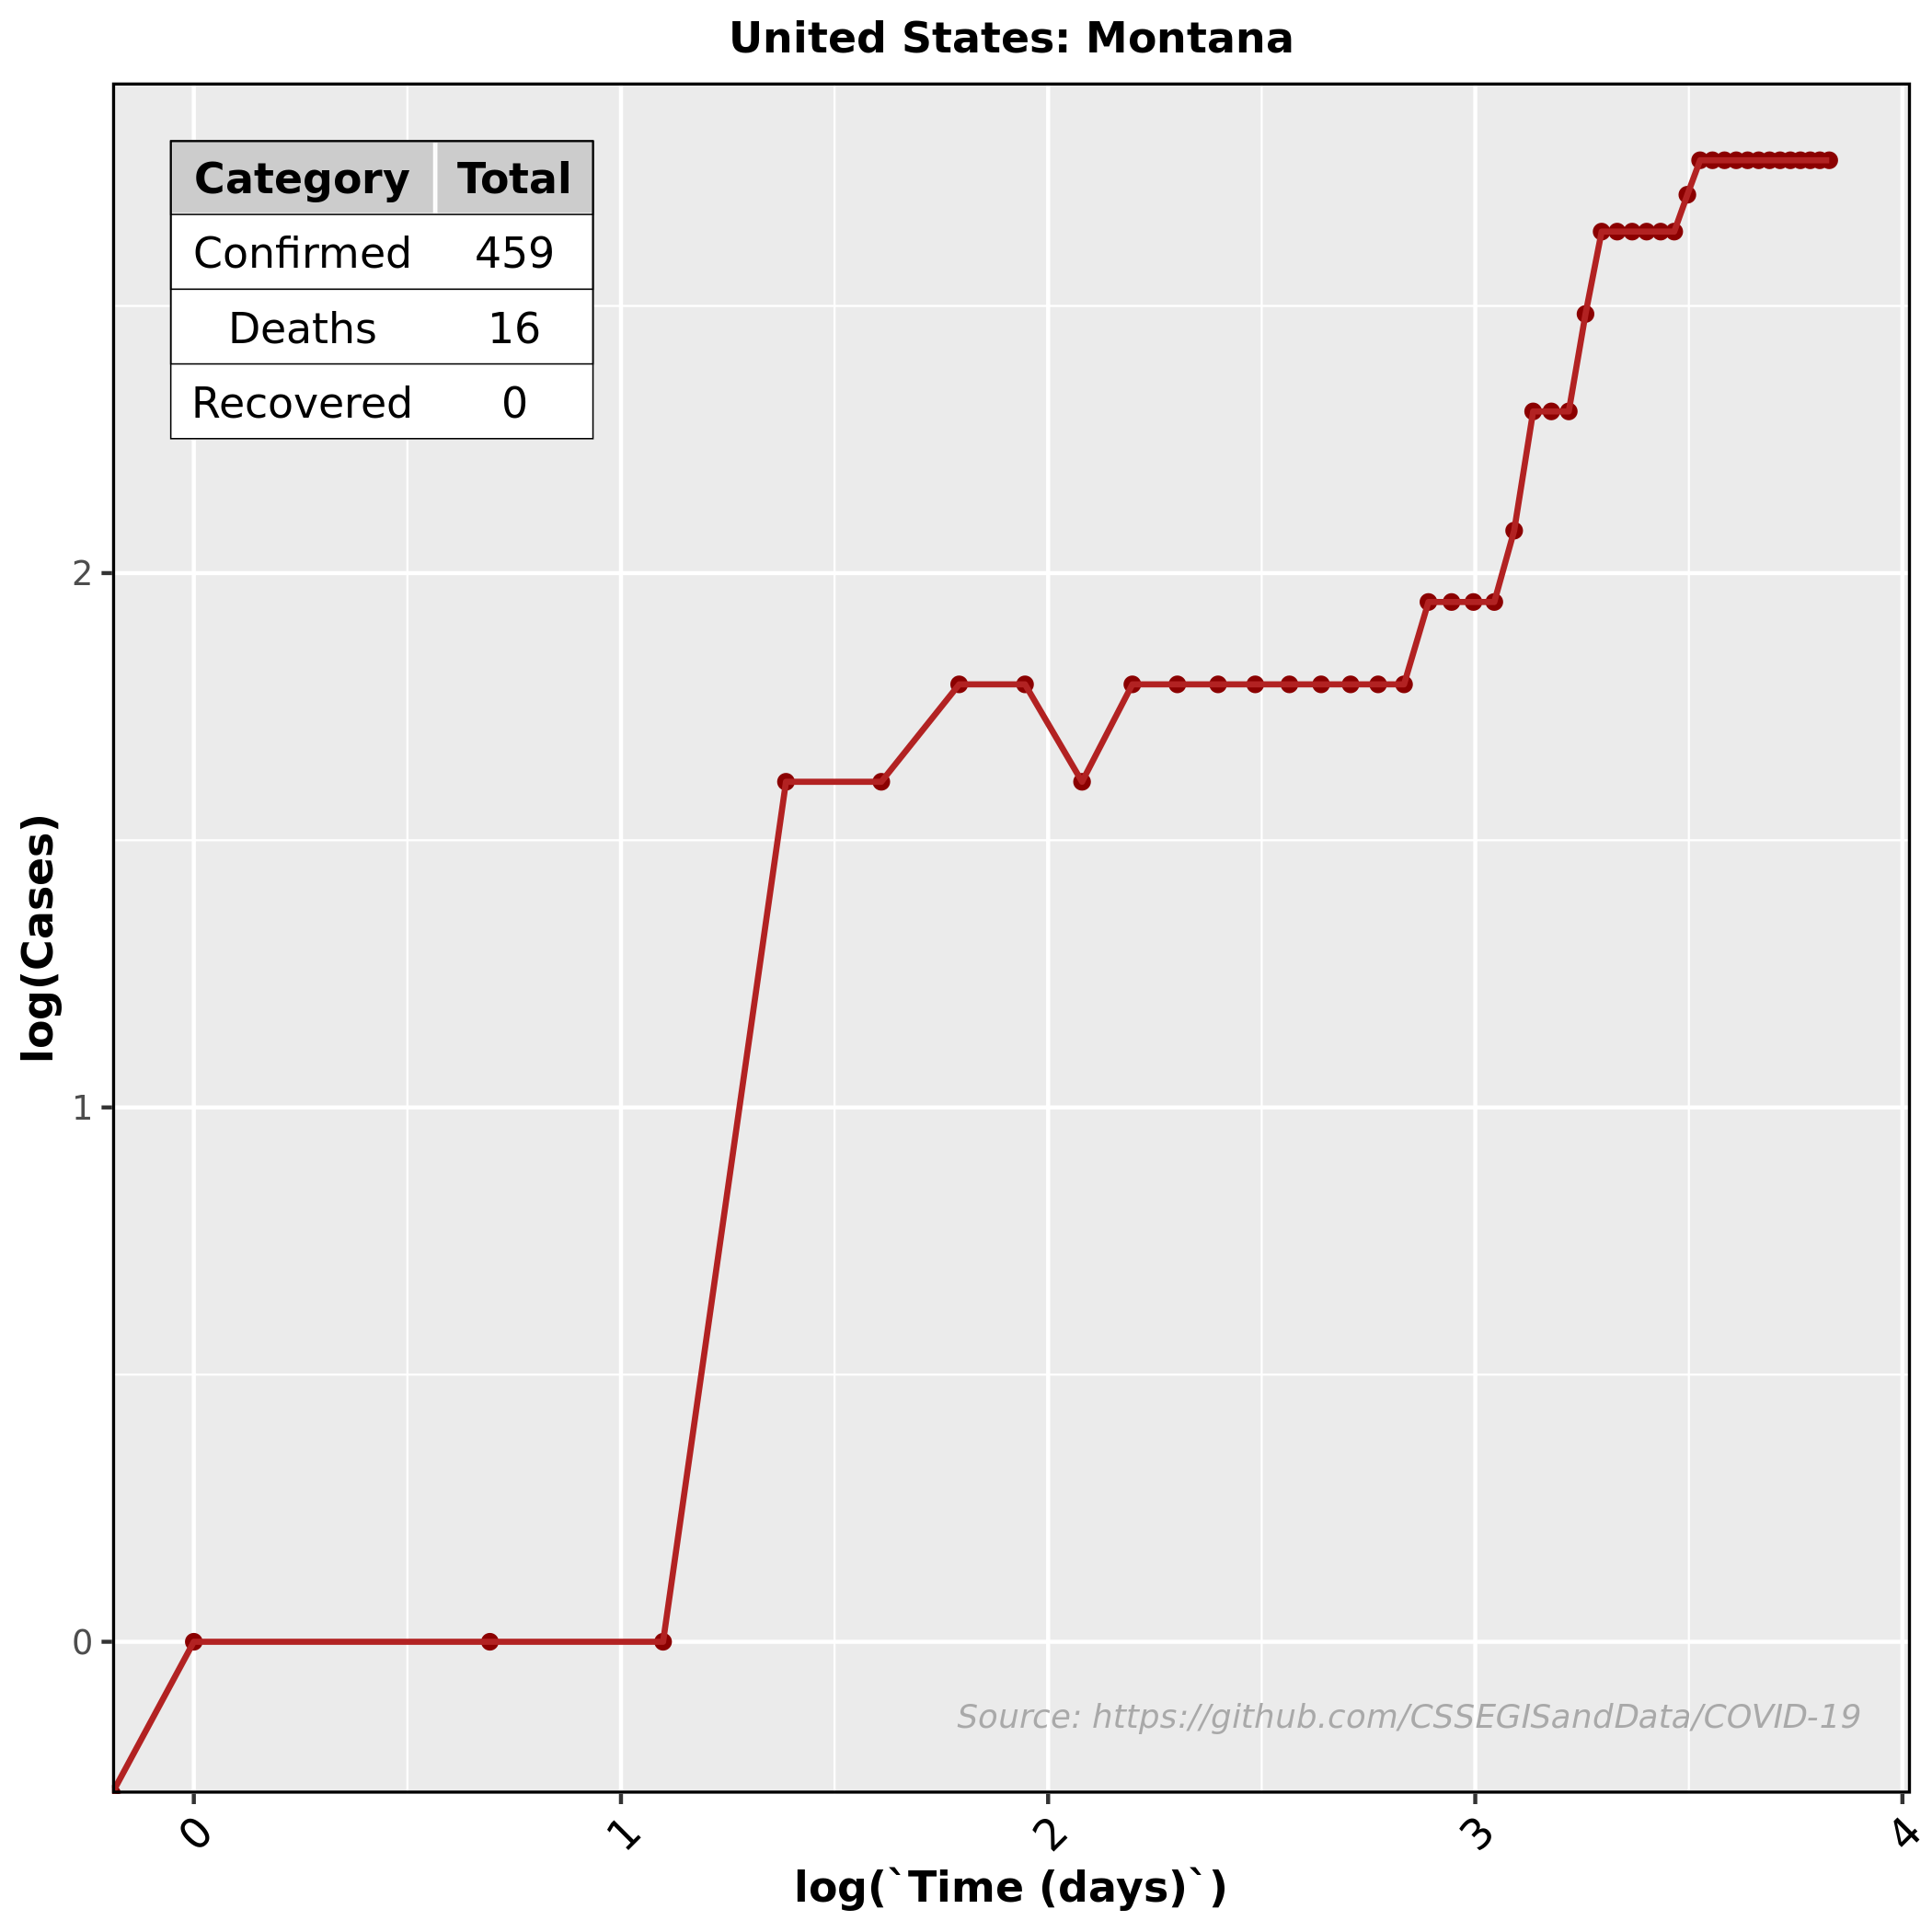 United States: Montana
Category Total
Confirmed 459
Deaths 16
Recovered 0
2
1
0
log(Cases)
Source: https://github.com/CSSEGISandData/COVID-19
0 1 2 3 4
log(`Time (days)`)